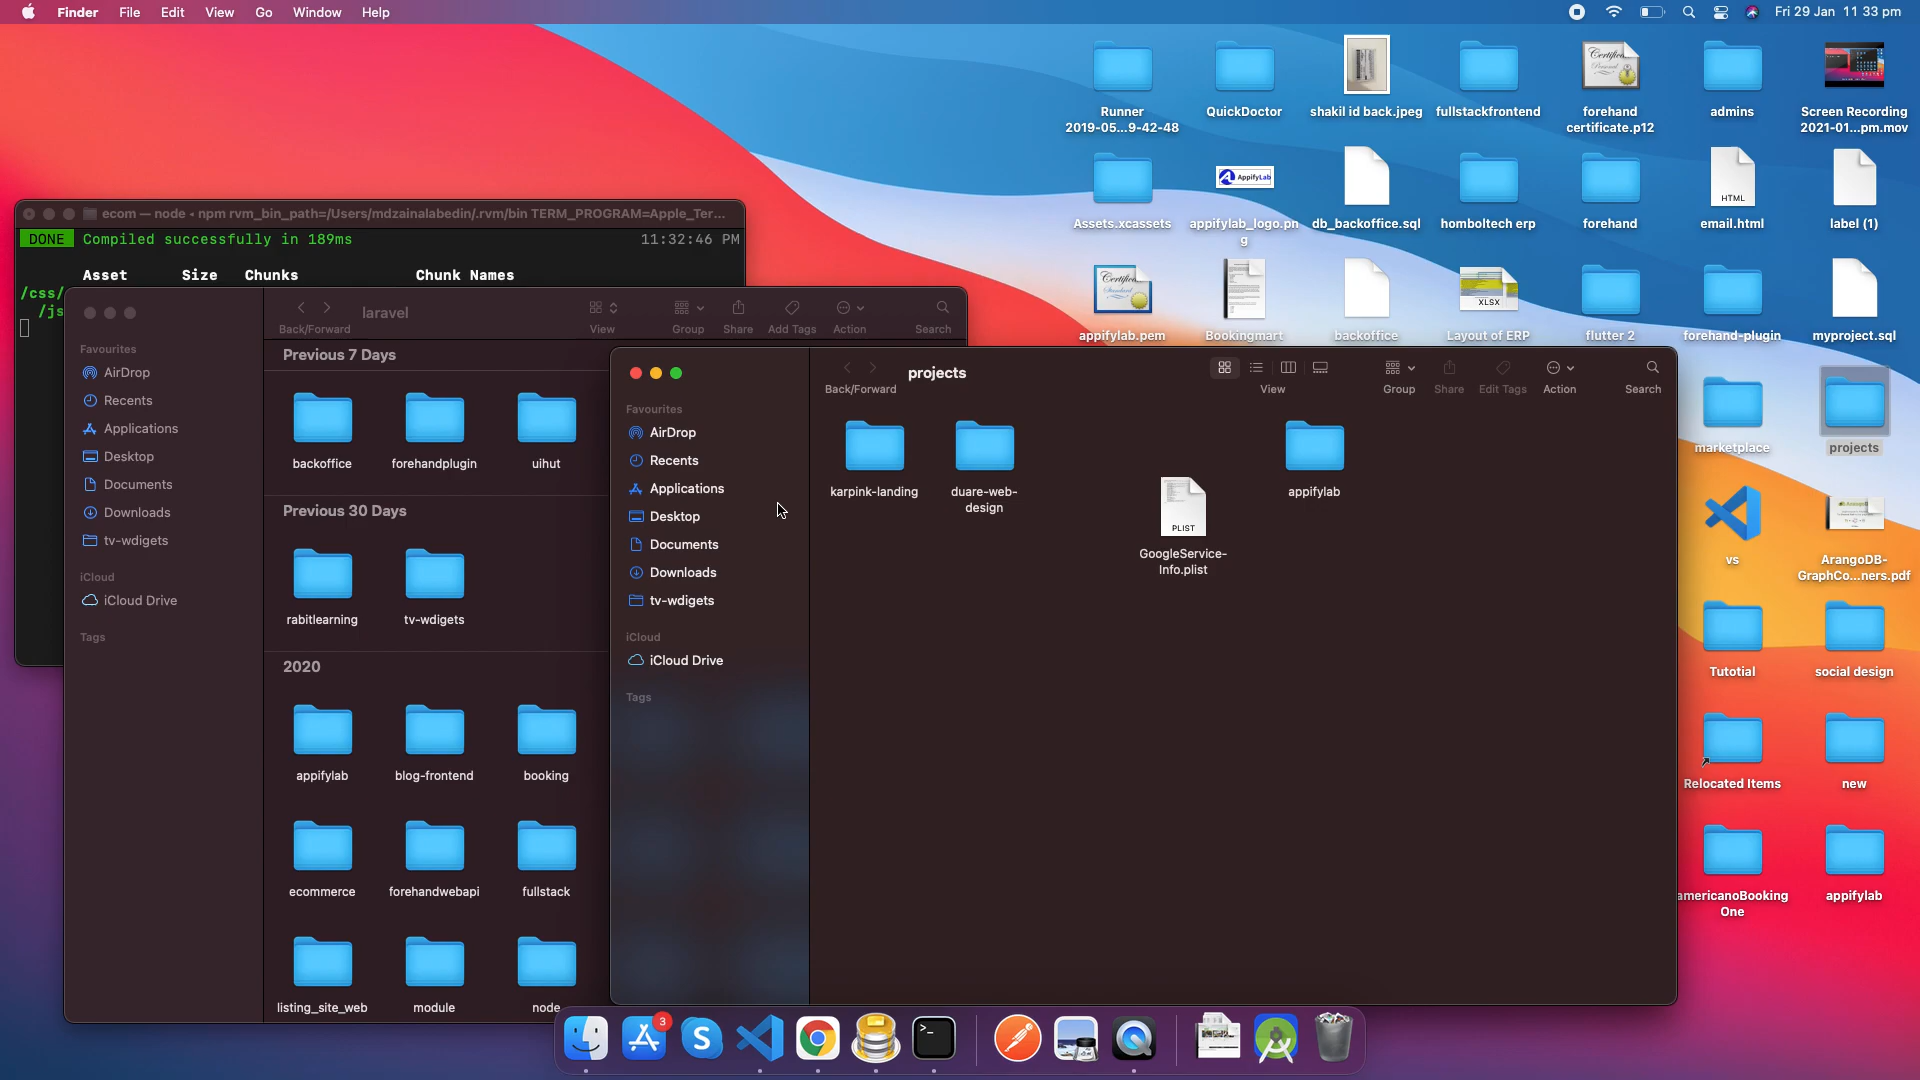 Finder File Edit View Go Window Help
Fri 29 Jan 11 33 pm
ecom — node ◂ npm rvm_bin_path=/Users/mdzainalabedin/.rvm/bin TERM_PROGRAM=Apple_Ter...
DONE Compiled successfully in 189ms 11:32:46 PM
Asset Size Chunks Chunk Names
/css/
/js
laravel
Back/Forward
View
Group
Share
Add Tags
Action
Search
Favourites
AirDrop
Recents
Applications
Desktop
Documents
Downloads
tv-wdigets
iCloud
iCloud Drive
Tags
Previous 7 Days
backoffice
forehandplugin
uihut
Previous 30 Days
rabitlearning
tv-wdigets
2020
appifylab
blog-frontend
booking
ecommerce
forehandwebapi
fullstack
listing_site_web
module
node
projects
Back/Forward
View
Group
Share
Edit Tags
Action
Search
Favourites
AirDrop
Recents
Applications
Desktop
Documents
Downloads
tv-wdigets
iCloud
iCloud Drive
Tags
karpink-landing
duare-web-
design
PLIST
GoogleService-
Info.plist
appifylab
Runner
2019-05...9-42-48
QuickDoctor
shakil id back.jpeg
fullstackfrontend
forehand
certificate.p12
admins
Screen Recording
2021-01...pm.mov
Assets.xcassets
AppifyLab
appifylab_logo.pn
g
db_backoffice.sql
homboltech erp
forehand
HTML
email.html
label (1)
appifylab.pem
Bookingmart
backoffice
XLSX
Layout of ERP
flutter 2
forehand-plugin
myproject.sql
marketplace
projects
vs
ArangoDB-
GraphCo...ners.pdf
Tutotial
social design
Relocated Items
new
americanoBooking
One
appifylab
3